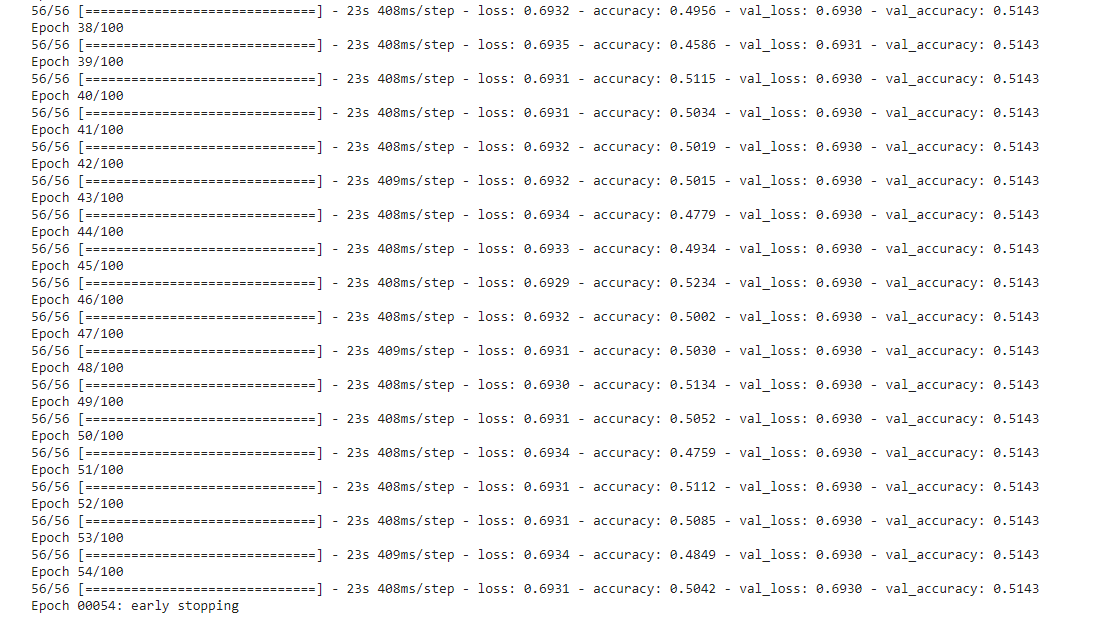 56/56 [==============================] - 23s 408ms/step - loss: 0.6932 - accuracy: 0.4956 - val_loss: 0.6930 - val_accuracy: 0.5143
Epoch 38/100
56/56 [==============================] - 23s 408ms/step - loss: 0.6935 - accuracy: 0.4586 - val_loss: 0.6931 - val_accuracy: 0.5143
Epoch 39/100
56/56 [==============================] - 23s 408ms/step - loss: 0.6931 - accuracy: 0.5115 - val_loss: 0.6930 - val_accuracy: 0.5143
Epoch 40/100
56/56 [==============================] - 23s 408ms/step - loss: 0.6931 - accuracy: 0.5034 - val_loss: 0.6930 - val_accuracy: 0.5143
Epoch 41/100
56/56 [==============================] - 23s 408ms/step - loss: 0.6932 - accuracy: 0.5019 - val_loss: 0.6930 - val_accuracy: 0.5143
Epoch 42/100
56/56 [==============================] - 23s 409ms/step - loss: 0.6932 - accuracy: 0.5015 - val_loss: 0.6930 - val_accuracy: 0.5143
Epoch 43/100
56/56 [==============================] - 23s 408ms/step - loss: 0.6934 - accuracy: 0.4779 - val_loss: 0.6930 - val_accuracy: 0.5143
Epoch 44/100
56/56 [==============================] - 23s 408ms/step - loss: 0.6933 - accuracy: 0.4934 - val_loss: 0.6930 - val_accuracy: 0.5143
Epoch 45/100
56/56 [==============================] - 23s 408ms/step - loss: 0.6929 - accuracy: 0.5234 - val_loss: 0.6930 - val_accuracy: 0.5143
Epoch 46/100
56/56 [==============================] - 23s 408ms/step - loss: 0.6932 - accuracy: 0.5002 - val_loss: 0.6930 - val_accuracy: 0.5143
Epoch 47/100
56/56 [==============================] - 23s 409ms/step - loss: 0.6931 - accuracy: 0.5030 - val_loss: 0.6930 - val_accuracy: 0.5143
Epoch 48/100
56/56 [==============================] - 23s 408ms/step - loss: 0.6930 - accuracy: 0.5134 - val_loss: 0.6930 - val_accuracy: 0.5143
Epoch 49/100
56/56 [==============================] - 23s 408ms/step - loss: 0.6931 - accuracy: 0.5052 - val_loss: 0.6930 - val_accuracy: 0.5143
Epoch 50/100
56/56 [==============================] - 23s 408ms/step - loss: 0.6934 - accuracy: 0.4759 - val_loss: 0.6930 - val_accuracy: 0.5143
Epoch 51/100
56/56 [==============================] - 23s 408ms/step - loss: 0.6931 - accuracy: 0.5112 - val_loss: 0.6930 - val_accuracy: 0.5143
Epoch 52/100
56/56 [==============================] - 23s 408ms/step - loss: 0.6931 - accuracy: 0.5085 - val_loss: 0.6930 - val_accuracy: 0.5143
Epoch 53/100
56/56 [==============================] - 23s 409ms/step - loss: 0.6934 - accuracy: 0.4849 - val_loss: 0.6930 - val_accuracy: 0.5143
Epoch 54/100
56/56 [==============================] - 23s 408ms/step - loss: 0.6931 - accuracy: 0.5042 - val_loss: 0.6930 - val_accuracy: 0.5143
Epoch 00054: early stopping